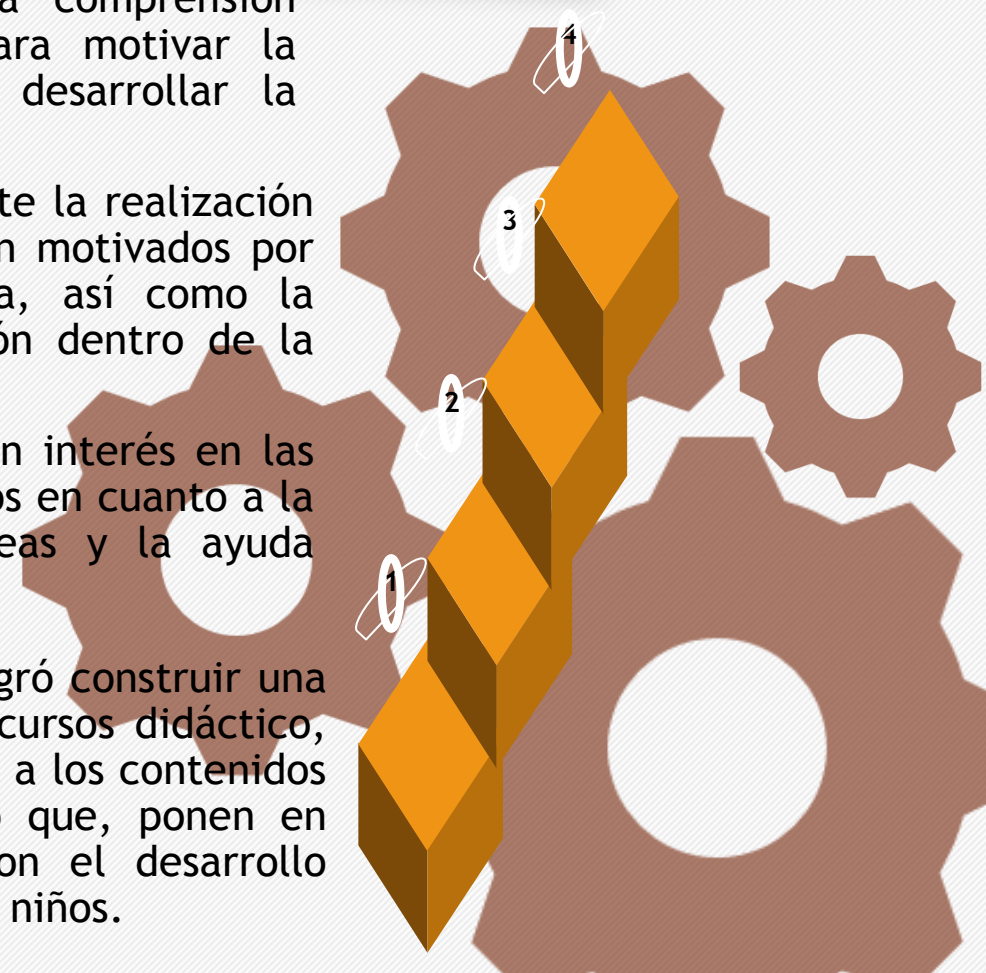 a comprensión
ara motivar la
desarrollar la
te la realización
n motivados por
a, así como la
ón dentro de la
n interés en las
os en cuanto a la
eas y la ayuda
gró construir una
cursos didáctico,
a los contenidos
o que, ponen en
on el desarrollo
niños.
4
3
2
1